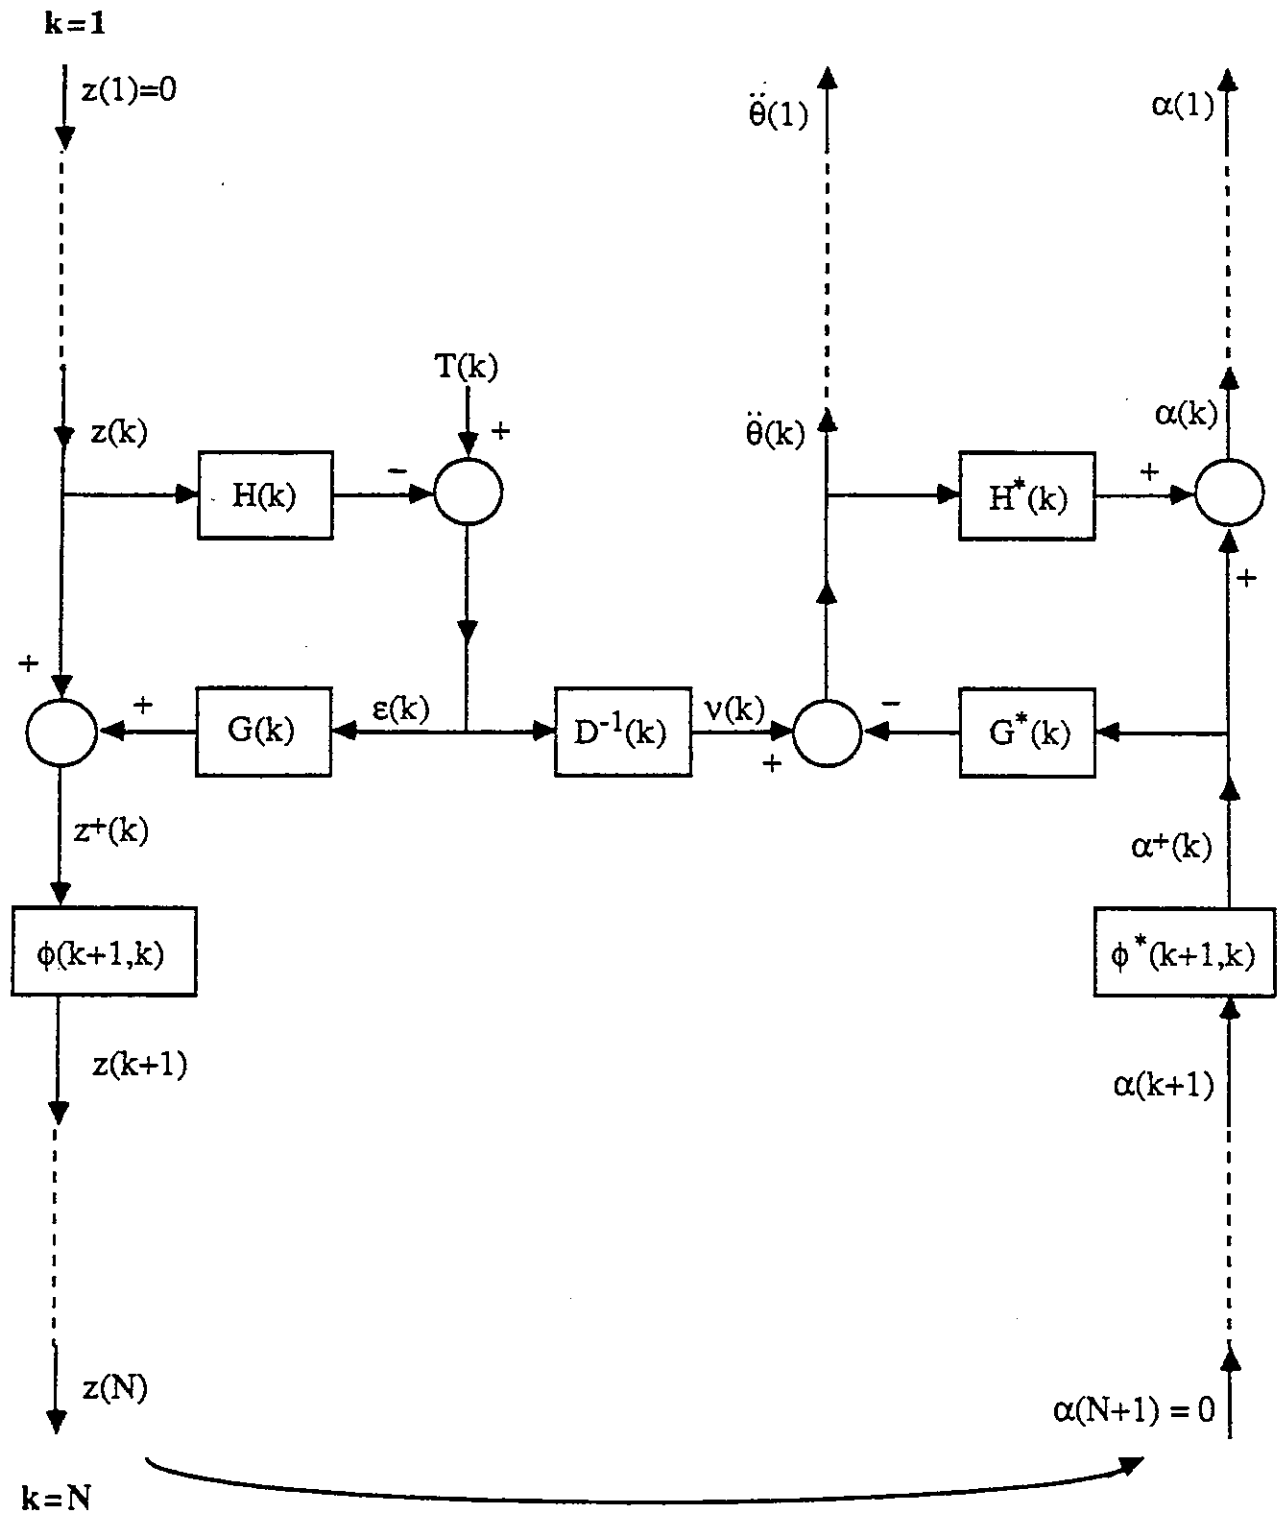 k=1
z(1)=0
θ̈(1)
α(1)
T(k)
+
z(k)
θ̈(k)
α(k)
H(k)
−
H*(k)
+
+
+
+
G(k)
ε(k)
D⁻¹(k)
ν(k)
+
−
G*(k)
z⁺(k)
α⁺(k)
ϕ(k+1,k)
ϕ*(k+1,k)
z(k+1)
α(k+1)
z(N)
α(N+1) = 0
k=N